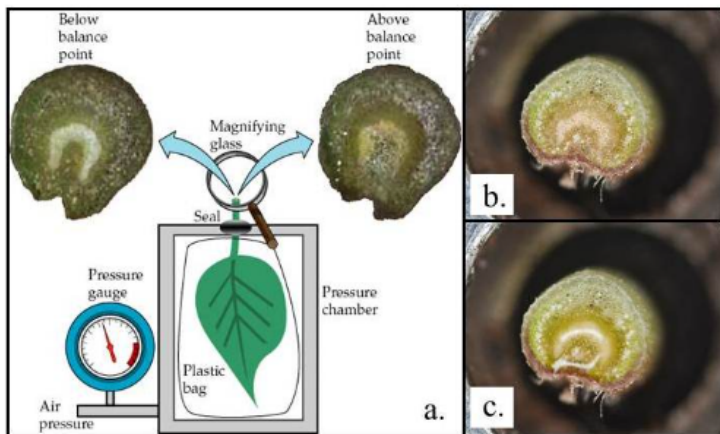 Below
balance
point
Above
balance
point
Magnifying
glass
Seal
Pressure
gauge
Pressure
chamber
Plastic
bag
Air
pressure
a.
b.
c.